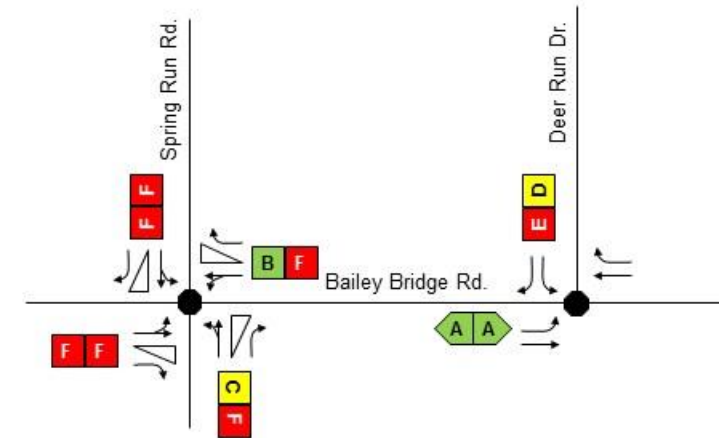 Spring Run Rd.
Deer Run Dr.
F F
D E
B F
Bailey Bridge Rd.
A A
F F
C F